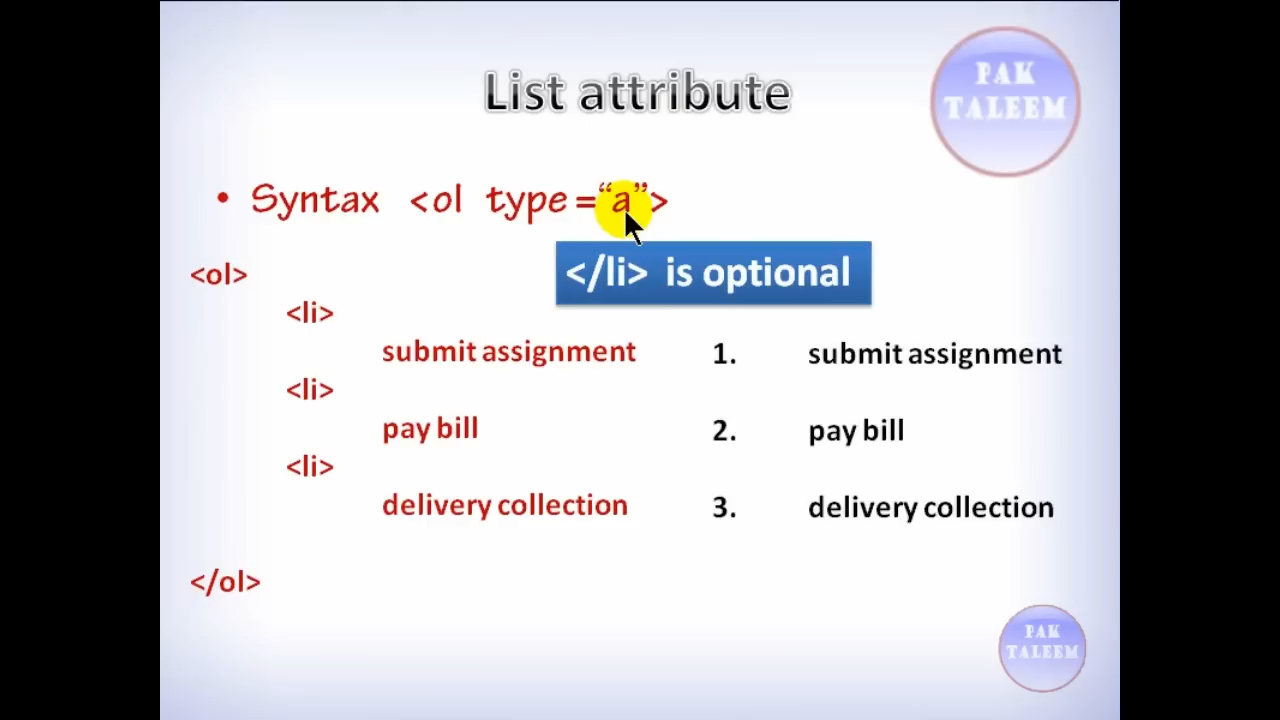 List attribute
PAK
TALEEM
• Syntax <ol type =“a”>
</li> is optional
<ol>
<li>
submit assignment 1. submit assignment
<li>
pay bill 2. pay bill
<li>
delivery collection 3. delivery collection
</ol>
PAK
TALEEM